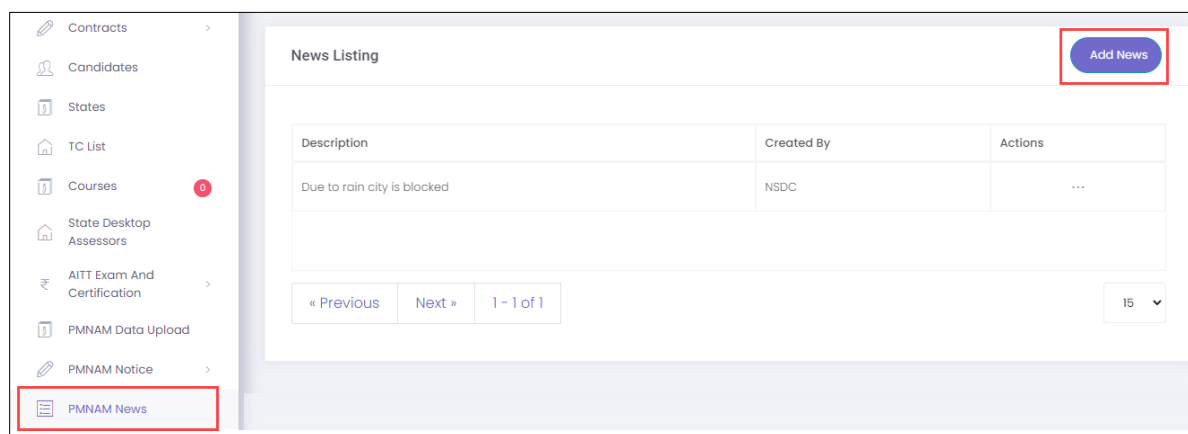 Contracts
Candidates
States
TC List
Courses 0
State Desktop
Assessors
AITT Exam And
Certification
PMNAM Data Upload
PMNAM Notice
PMNAM News
News Listing
Add News
Description Created By Actions
Due to rain city is blocked NSDC ...
« Previous Next » 1 - 1 of 1
15